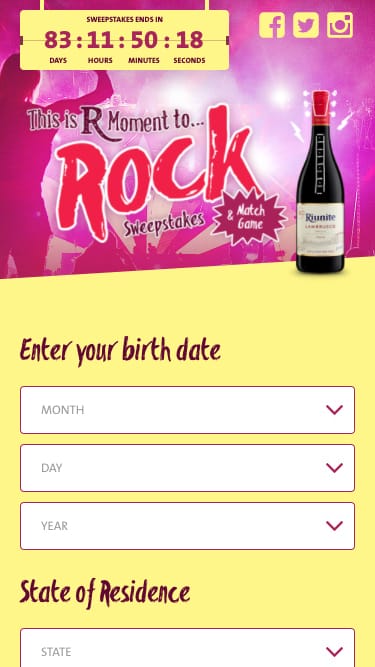 SWEEPSTAKES ENDS IN
83 : 11 : 50 : 18
DAYS HOURS MINUTES SECONDS
This is R Moment to...
ROCK
Sweepstakes
& Match
Game
Riunite
LAMBRUSCO
Enter your birth date
MONTH
DAY
YEAR
State of Residence
STATE